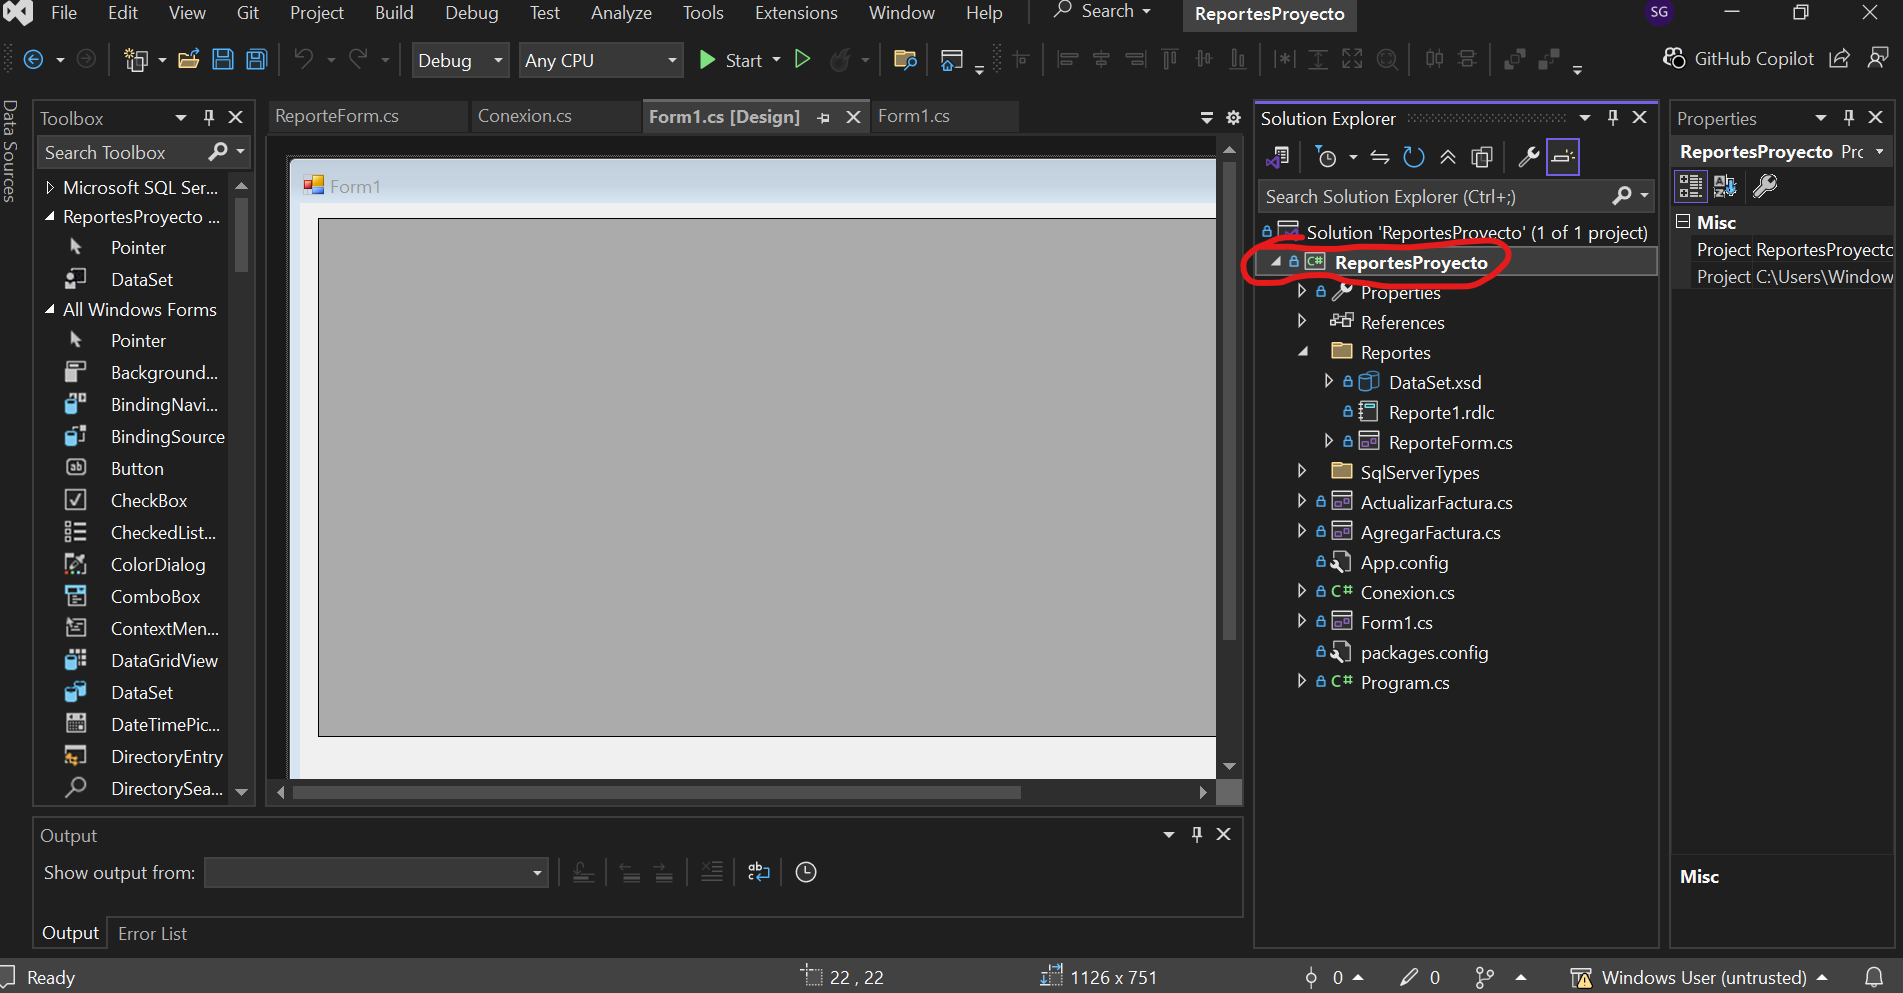 File Edit View Git Project Build Debug Test Analyze Tools Extensions Window Help Search ReportesProyecto SG
Debug Any CPU Start GitHub Copilot
Data Sources
Toolbox
Search Toolbox
Microsoft SQL Ser...
ReportesProyecto ...
Pointer
DataSet
All Windows Forms
Pointer
Background...
BindingNavi...
BindingSource
Button
CheckBox
CheckedList...
ColorDialog
ComboBox
ContextMen...
DataGridView
DataSet
DateTimePic...
DirectoryEntry
DirectorySea...
ReporteForm.cs Conexion.cs Form1.cs [Design] Form1.cs
Form1
Solution Explorer
Search Solution Explorer (Ctrl+;)
Solution 'ReportesProyecto' (1 of 1 project)
C# ReportesProyecto
Properties
References
Reportes
DataSet.xsd
Reporte1.rdlc
ReporteForm.cs
SqlServerTypes
ActualizarFactura.cs
AgregarFactura.cs
App.config
C# Conexion.cs
Form1.cs
packages.config
C# Program.cs
Properties
ReportesProyecto Prc
Misc
Project ReportesProyecto
Project C:\Users\Window
Misc
Output
Show output from:
Output Error List
Ready 22 , 22 1126 x 751 0 0 Windows User (untrusted)